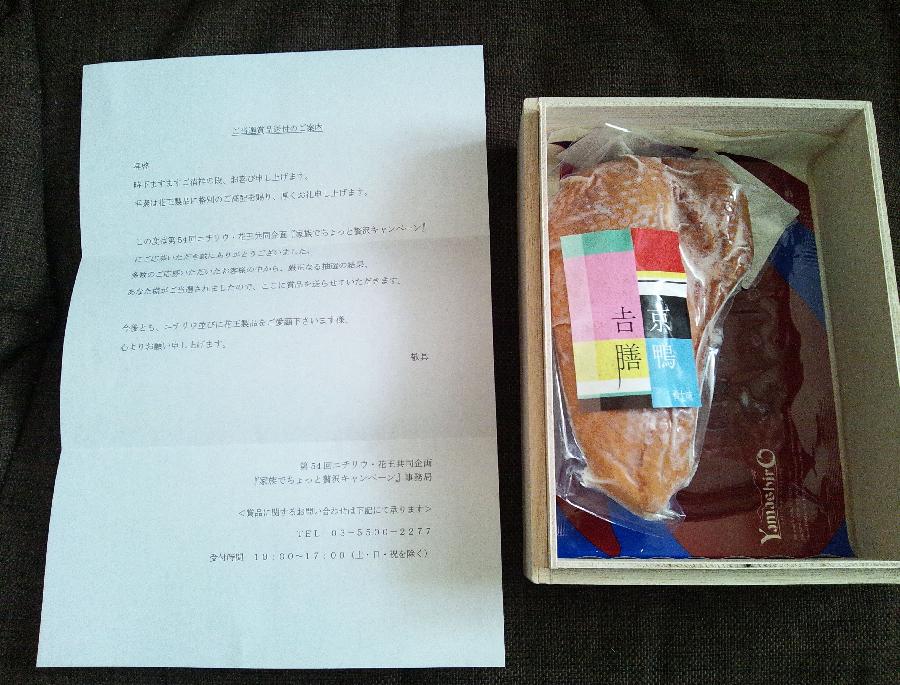 ご当選賞品送付のご案内
拝啓
時下ますますご清祥の段、お喜び申し上げます。
平素は花王製品に格別のご高配を賜り、厚くお礼申し上げます。
この度は第54回ニチリウ・花王共同企画『家族でちょっと贅沢キャンペーン』
にご応募いただき誠にありがとうございました。
多数のご応募いただいたお客様の中から、厳正なる抽選の結果、
あなた様がご当選されましたので、ここに賞品を送らせていただきます。
今後とも、ニチリウ並びに花王製品をご愛顧下さいます様、
心よりお願い申し上げます。
敬具
第54回ニチリウ・花王共同企画
『家族でちょっと贅沢キャンペーン』事務局
<賞品に関するお問い合わせは下記にて承ります>
TEL 03-5500-2277
受付時間 10:00~17:00(土・日・祝を除く)
京鴨
吉膳
Yamashiro